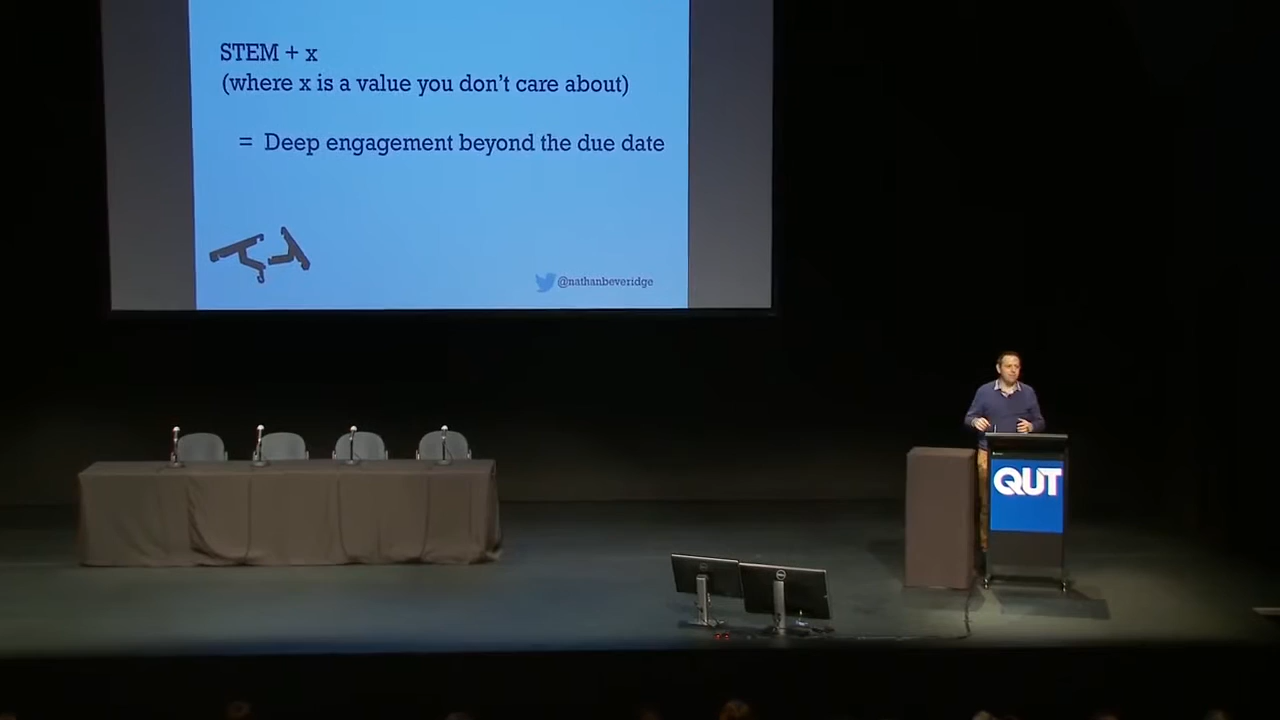 STEM + x
(where x is a value you don't care about)
= Deep engagement beyond the due date
@nathanbeveridge
QUT